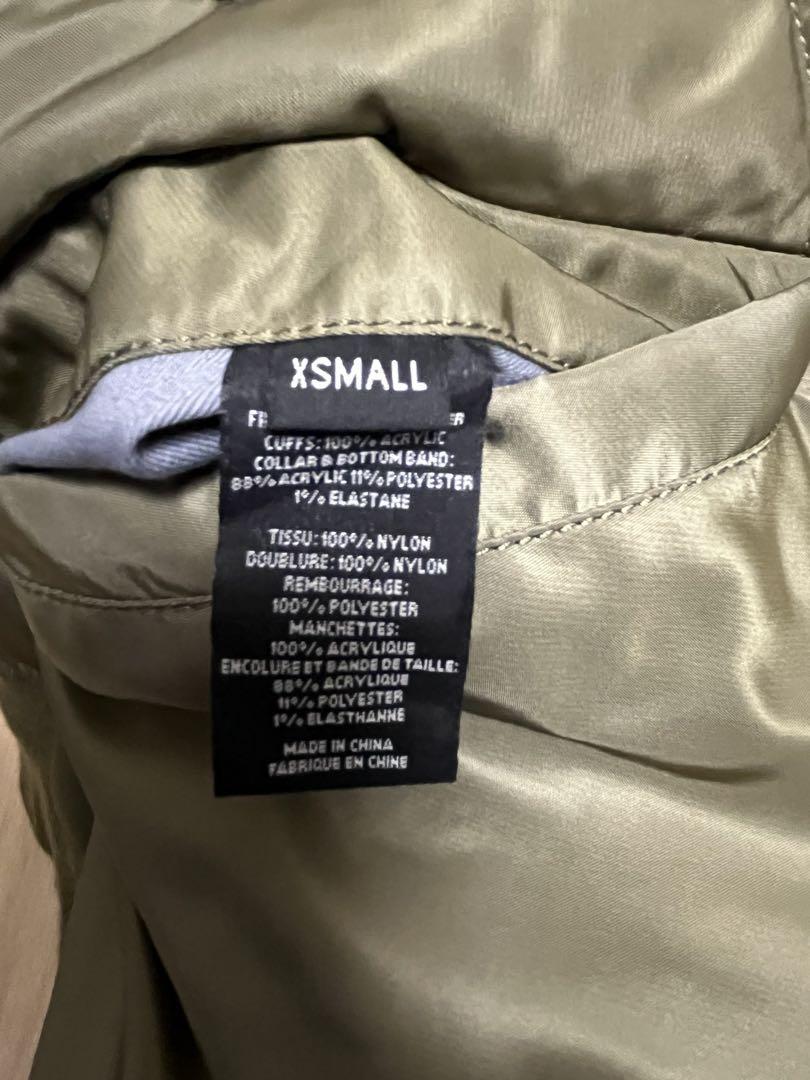 XSMALL
CUFFS: 100% ACRYLIC
COLLAR & BOTTOM BAND:
88% ACRYLIC 11% POLYESTER
1% ELASTANE
TISSU: 100% NYLON
DOUBLURE: 100% NYLON
REMBOURRAGE:
100% POLYESTER
MANCHETTES:
100% ACRYLIQUE
ENCOLURE ET BANDE DE TAILLE:
88% ACRYLIQUE
11% POLYESTER
1% ELASTHANNE
MADE IN CHINA
FABRIQUE EN CHINE